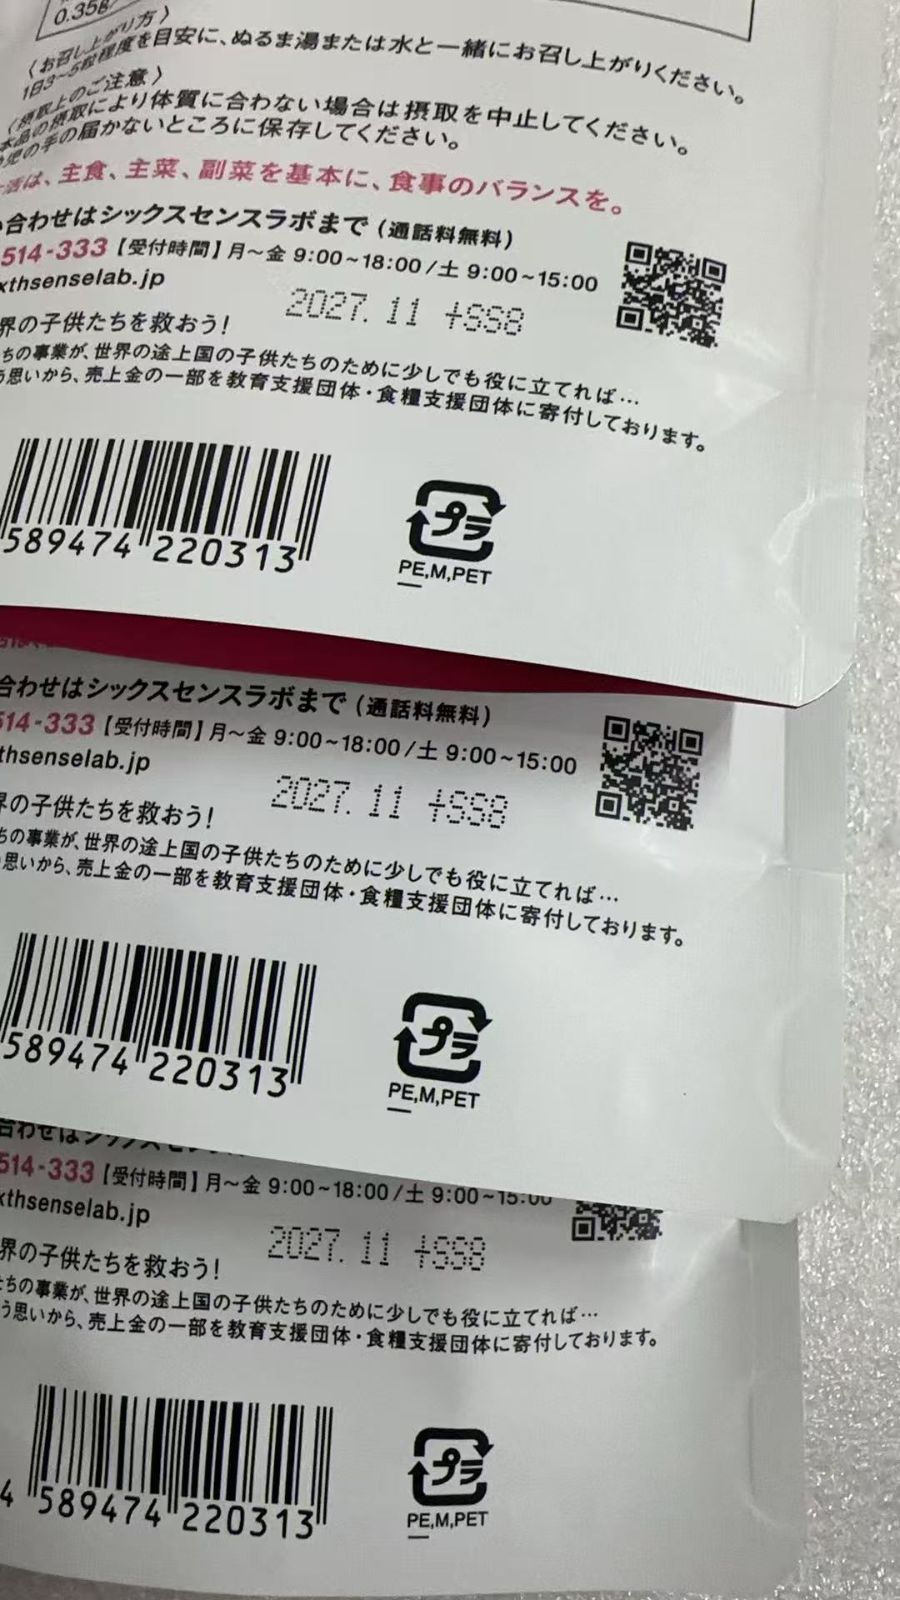 0.35g
〈お召し上がり方〉
1日3~5粒程度を目安に、ぬるま湯または水と一緒にお召し上がりください。
〈摂取上のご注意〉
本品の摂取により体質に合わない場合は摂取を中止してください。
児の手の届かないところに保存してください。
活は、主食、主菜、副菜を基本に、食事のバランスを。
合わせはシックスセンスラボまで(通話料無料)
514-333【受付時間】月~金 9:00~18:00/土 9:00~15:00
xthsenselab.jp
2027.11 +SS8
界の子供たちを救おう!
ちの事業が、世界の途上国の子供たちのために少しでも役に立てれば…
う思いから、売上金の一部を教育支援団体・食糧支援団体に寄付しております。
589474 220313
プラ
PE,M,PET
合わせはシックスセンスラボまで(通話料無料)
514-333【受付時間】月~金 9:00~18:00/土 9:00~15:00
thsenselab.jp
2027.11 +SS8
界の子供たちを救おう!
ちの事業が、世界の途上国の子供たちのために少しでも役に立てれば…
思いから、売上金の一部を教育支援団体・食糧支援団体に寄付しております。
589474 220313
プラ
PE,M,PET
合わせは
514-333【受付時間】月~金 9:00~18:00/土 9:00~15:00
xthsenselab.jp
2027.11 +SS8
界の子供たちを救おう!
たちの事業が、世界の途上国の子供たちのために少しでも役に立てれば…
う思いから、売上金の一部を教育支援団体・食糧支援団体に寄付しております。
4 589474 220313
プラ
PE,M,PET